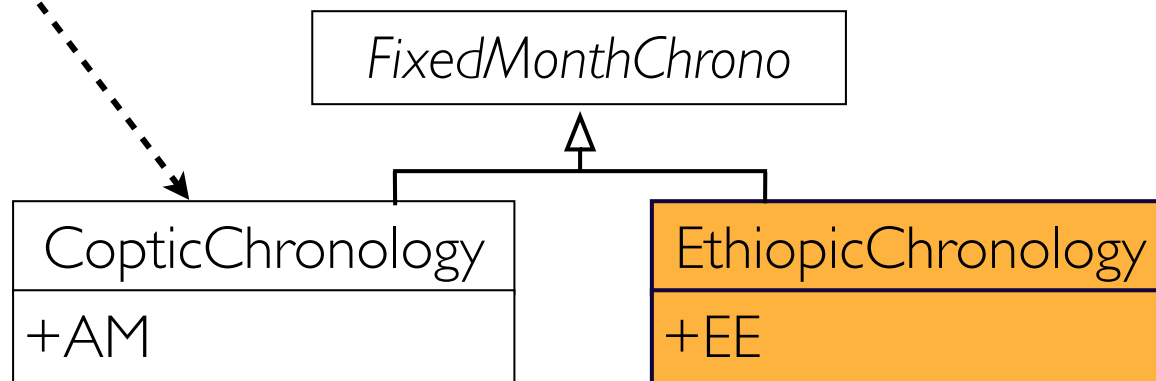 FixedMonthChrono
CopticChronology
EthiopicChronology
+AM
+EE